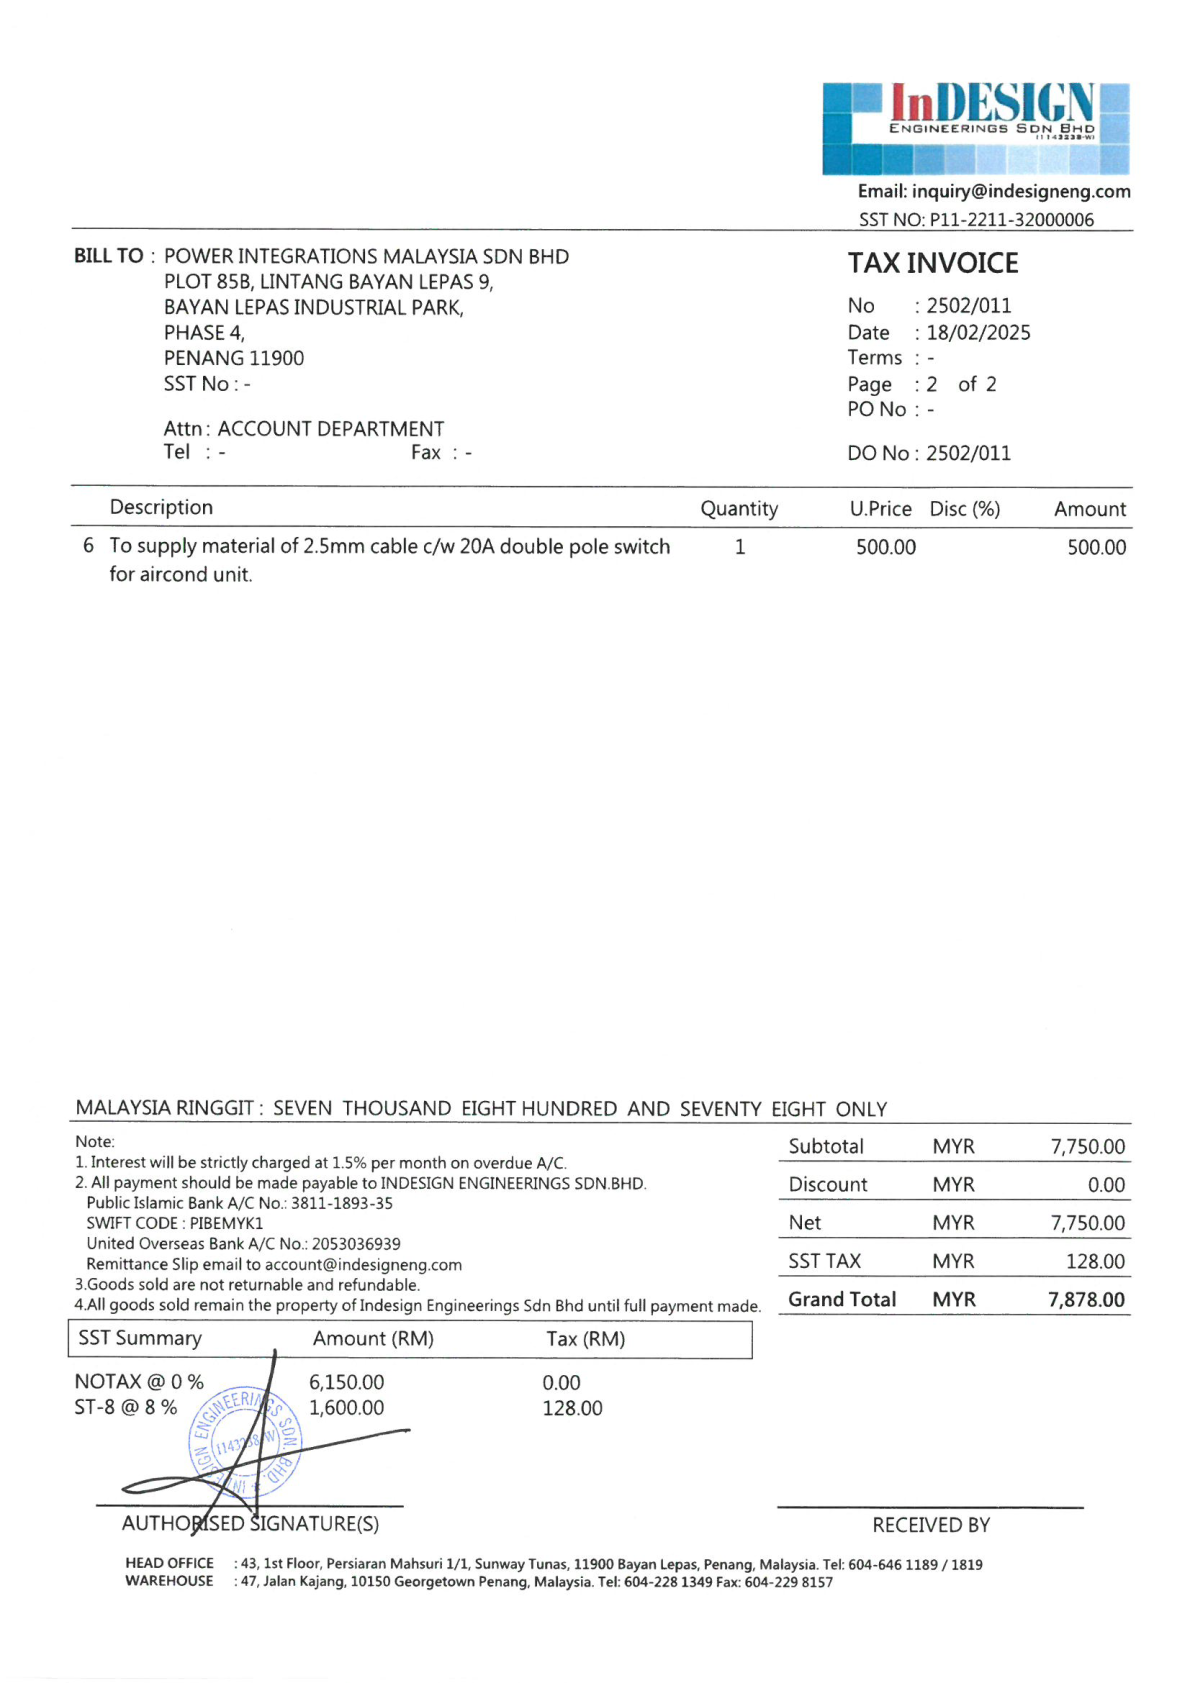 InDESIGN
ENGINEERINGS SDN BHD
(1143238-W)
Email: inquiry@indesigneng.com
SST NO: P11-2211-32000006
BILL TO : POWER INTEGRATIONS MALAYSIA SDN BHD
PLOT 85B, LINTANG BAYAN LEPAS 9,
BAYAN LEPAS INDUSTRIAL PARK,
PHASE 4,
PENANG 11900
SST No : -
Attn : ACCOUNT DEPARTMENT
Tel : - Fax : -
TAX INVOICE
No : 2502/011
Date : 18/02/2025
Terms : -
Page : 2 of 2
PO No : -
DO No : 2502/011
Description Quantity U.Price Disc (%) Amount
6 To supply material of 2.5mm cable c/w 20A double pole switch 1 500.00 500.00
for aircond unit.
MALAYSIA RINGGIT : SEVEN THOUSAND EIGHT HUNDRED AND SEVENTY EIGHT ONLY
Note:
1. Interest will be strictly charged at 1.5% per month on overdue A/C.
2. All payment should be made payable to INDESIGN ENGINEERINGS SDN.BHD.
Public Islamic Bank A/C No.: 3811-1893-35
SWIFT CODE : PIBEMYK1
United Overseas Bank A/C No.: 2053036939
Remittance Slip email to account@indesigneng.com
3.Goods sold are not returnable and refundable.
4.All goods sold remain the property of Indesign Engineerings Sdn Bhd until full payment made.
Subtotal MYR 7,750.00
Discount MYR 0.00
Net MYR 7,750.00
SST TAX MYR 128.00
Grand Total MYR 7,878.00
SST Summary Amount (RM) Tax (RM)
NOTAX @ 0 % 6,150.00 0.00
ST-8 @ 8 % 1,600.00 128.00
INDESIGN ENGINEERINGS SDN. BHD.
1143238-W
AUTHORISED SIGNATURE(S)
RECEIVED BY
HEAD OFFICE : 43, 1st Floor, Persiaran Mahsuri 1/1, Sunway Tunas, 11900 Bayan Lepas, Penang, Malaysia. Tel: 604-646 1189 / 1819
WAREHOUSE : 47, Jalan Kajang, 10150 Georgetown Penang, Malaysia. Tel: 604-228 1349 Fax: 604-229 8157